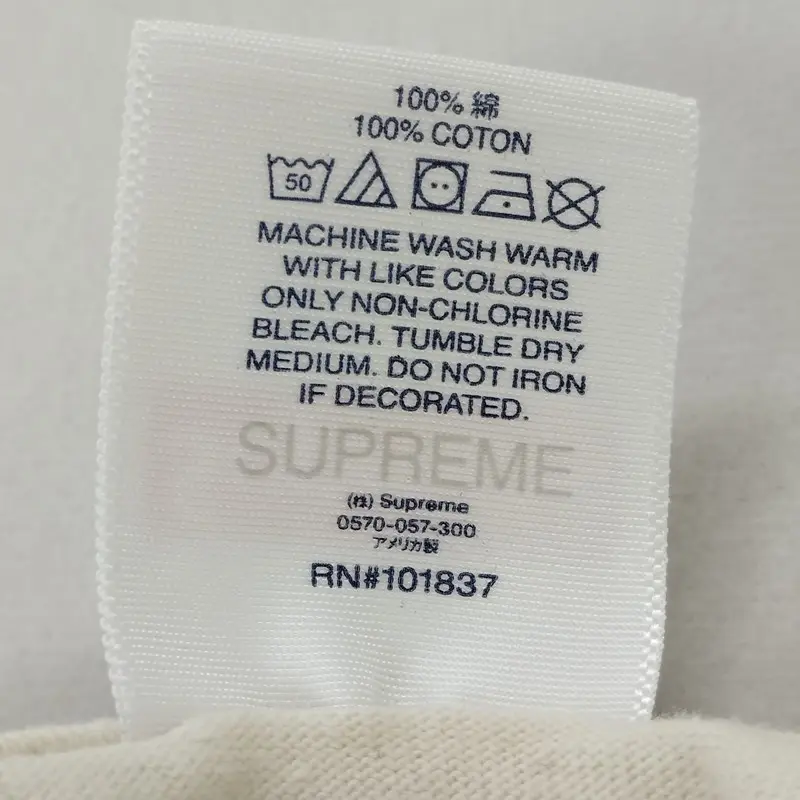 100% 綿
100% COTON
50
MACHINE WASH WARM
WITH LIKE COLORS
ONLY NON-CHLORINE
BLEACH. TUMBLE DRY
MEDIUM. DO NOT IRON
IF DECORATED.
SUPREME
(株) Supreme
0570-057-300
アメリカ製
RN#101837